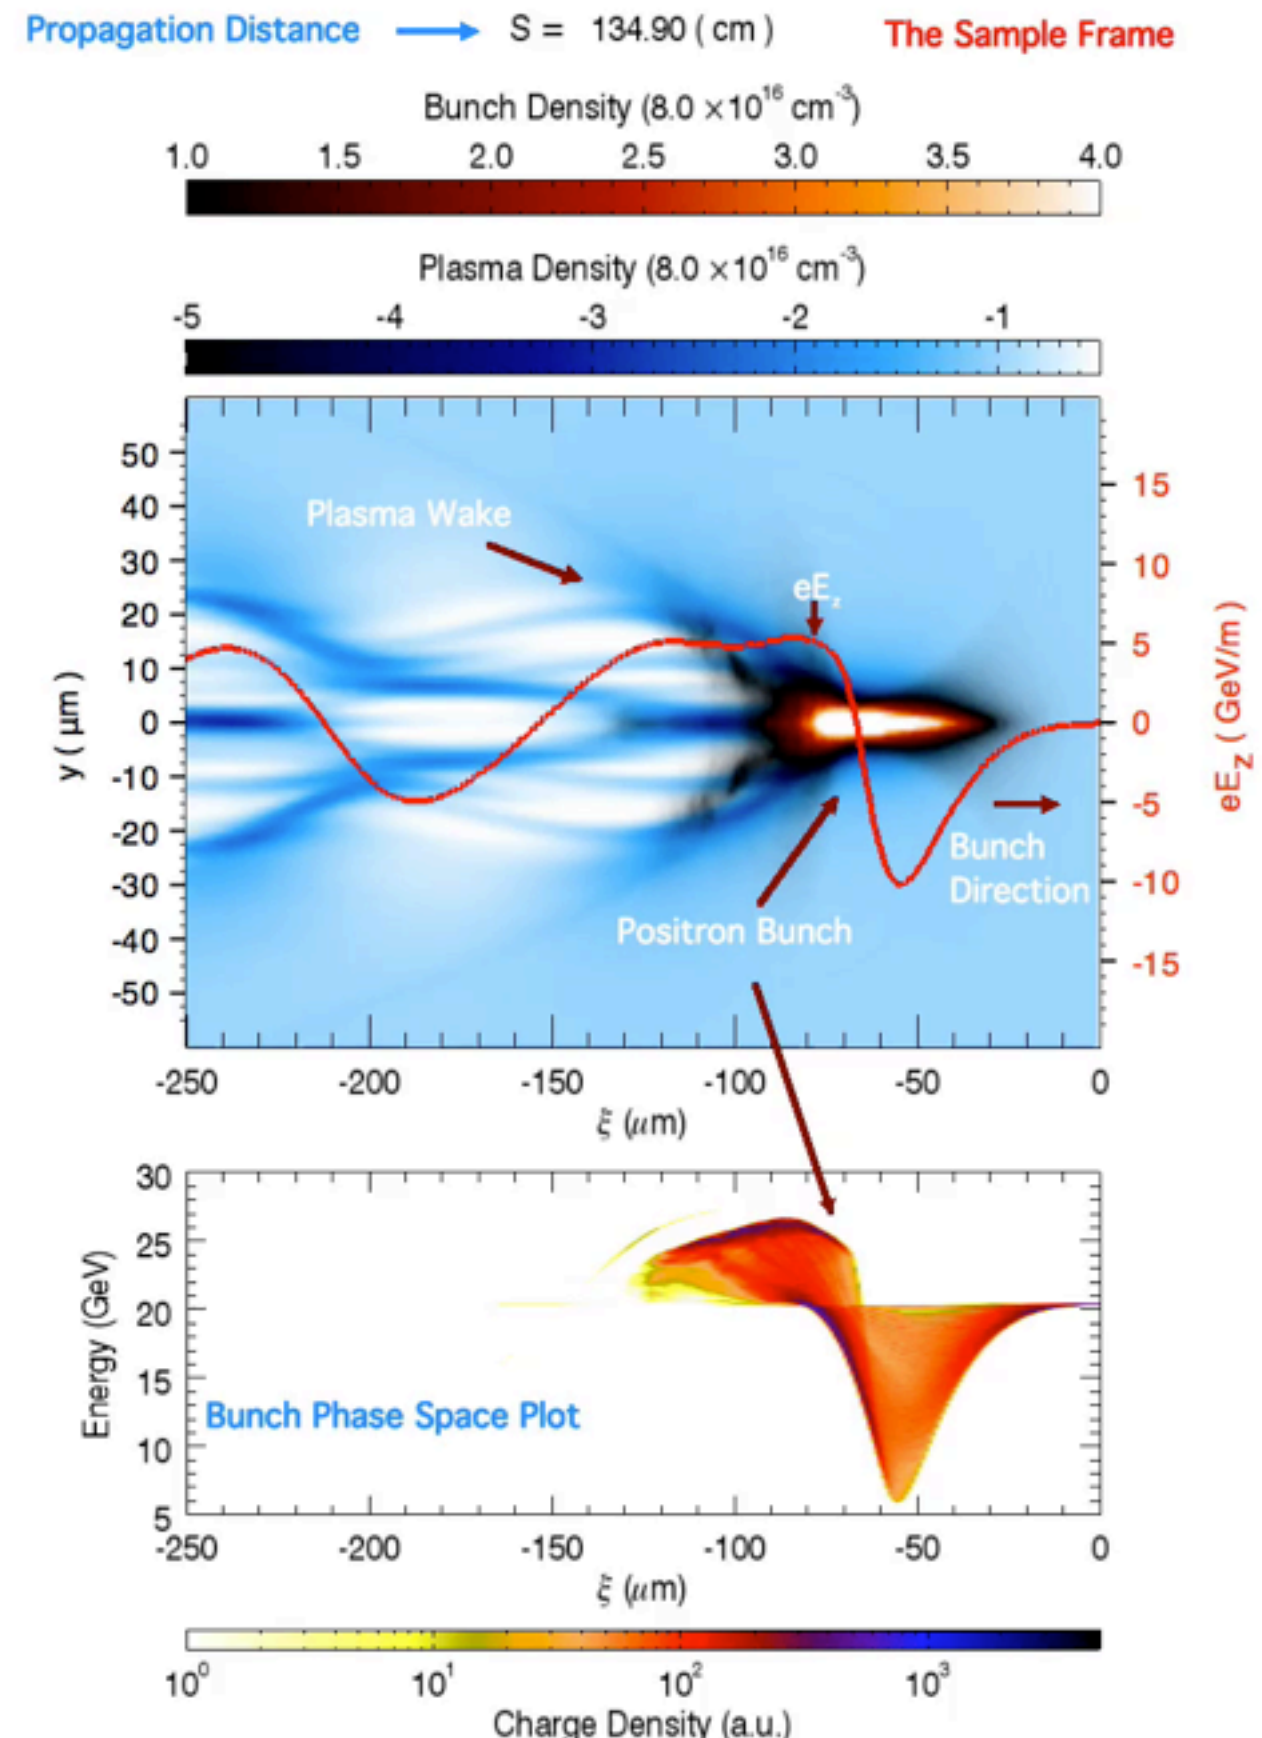 Propagation Distance → S = 134.90 ( cm ) The Sample Frame
Bunch Density (8.0 ×10¹⁶ cm⁻³)
1.0 1.5 2.0 2.5 3.0 3.5 4.0
Plasma Density (8.0 ×10¹⁶ cm⁻³)
-5 -4 -3 -2 -1
50
40
30
20
10
0
-10
-20
-30
-40
-50
y ( μm )
Plasma Wake
eE_z
Positron Bunch
Bunch
Direction
15
10
5
0
-5
-10
-15
eE_Z ( GeV/m )
-250 -200 -150 -100 -50 0
ξ (μm)
30
25
20
15
10
5
Energy (GeV)
Bunch Phase Space Plot
-250 -200 -150 -100 -50 0
ξ (μm)
10⁰ 10¹ 10² 10³
Charge Density (a.u.)